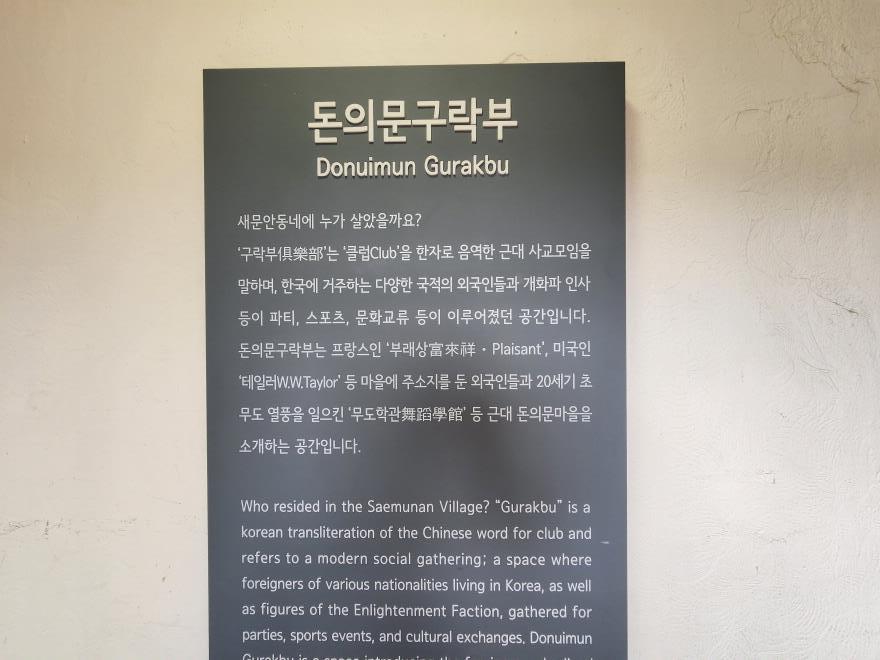 돈의문구락부
Donuimun Gurakbu
새문안동네에 누가 살았을까요?
‘구락부俱樂部’는 ‘클럽Club’을 한자로 음역한 근대 사교모임을
말하며, 한국에 거주하는 다양한 국적의 외국인들과 개화파 인사
등이 파티, 스포츠, 문화교류 등이 이루어졌던 공간입니다.
돈의문구락부는 프랑스인 ‘부래상富來祥 · Plaisant’, 미국인
‘테일러W.W.Taylor’ 등 마을에 주소지를 둔 외국인들과 20세기 초
무도 열풍을 일으킨 ‘무도학관舞蹈學館’ 등 근대 돈의문마을을
소개하는 공간입니다.
Who resided in the Saemunan Village? “Gurakbu” is a
korean transliteration of the Chinese word for club and
refers to a modern social gathering; a space where
foreigners of various nationalities living in Korea, as well
as figures of the Enlightenment Faction, gathered for
parties, sports events, and cultural exchanges. Donuimun
Gurakbu is a space introducing the